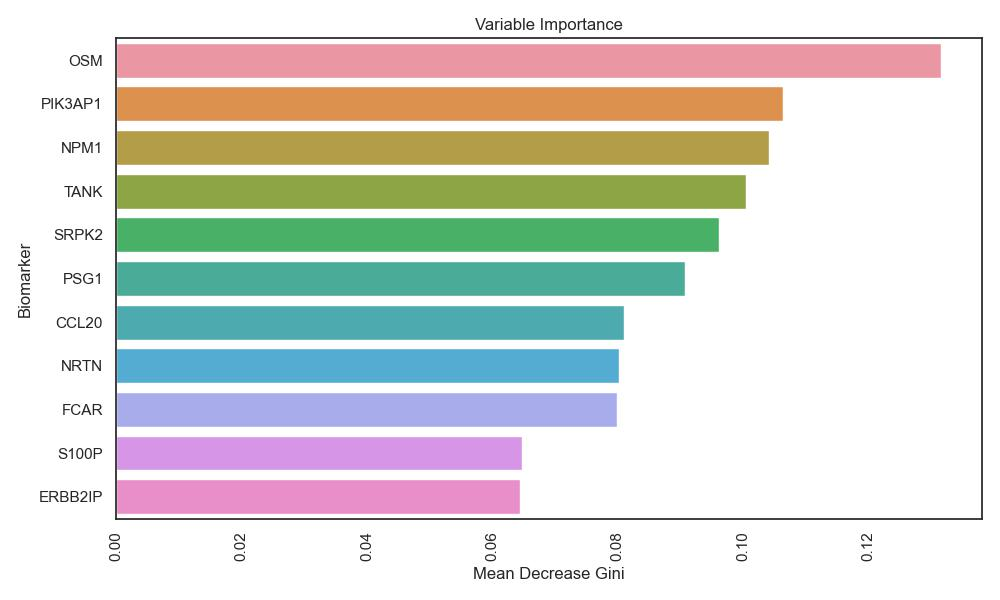 Variable Importance
Biomarker
OSM
PIK3AP1
NPM1
TANK
SRPK2
PSG1
CCL20
NRTN
FCAR
S100P
ERBB2IP
0.00 0.02 0.04 0.06 0.08 0.10 0.12
Mean Decrease Gini